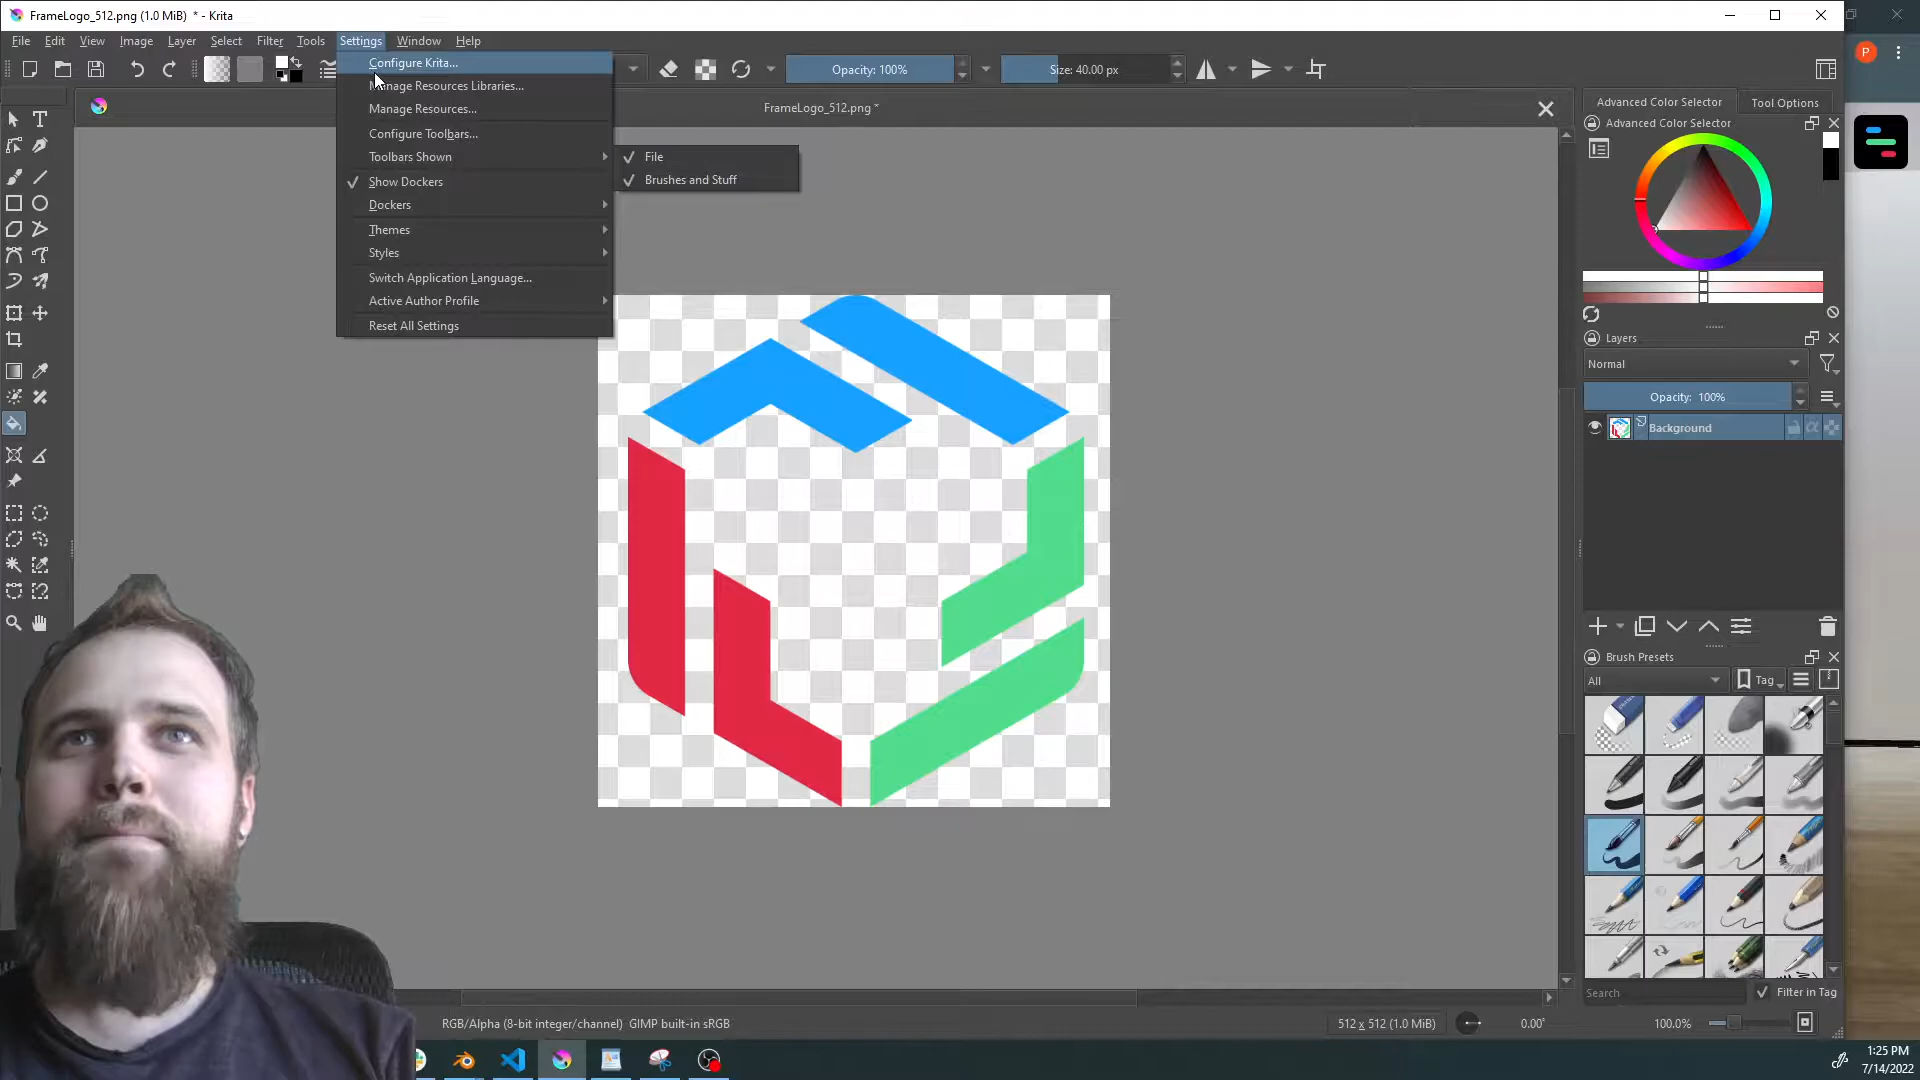 FrameLogo_512.png (1.0 MiB) * - Krita
P
File Edit View Image Layer Select Filter Tools Settings Window Help
Configure Krita...
Opacity: 100%
Size: 40.00 px
Manage Resources Libraries...
Manage Resources...
FrameLogo_512.png *
Advanced Color Selector
Tool Options
Advanced Color Selector
Configure Toolbars...
Toolbars Shown
File
Brushes and Stuff
Show Dockers
Dockers
Themes
Styles
Switch Application Language...
Active Author Profile
Reset All Settings
Layers
Normal
Opacity: 100%
Background
Brush Presets
All
Tag
Search
Filter in Tag
RGB/Alpha (8-bit integer/channel) GIMP built-in sRGB
512 x 512 (1.0 MiB)
0.00°
100.0%
1:25 PM
7/14/2022